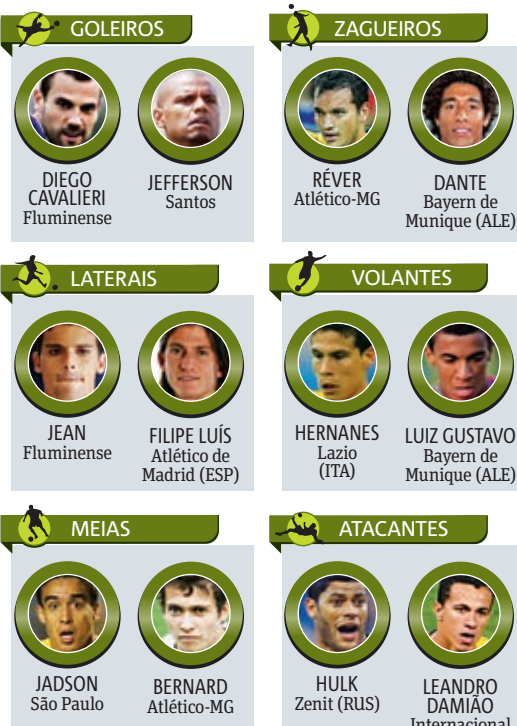 GOLEIROS
DIEGO
CAVALIERI
Fluminense
JEFFERSON
Santos
ZAGUEIROS
RÉVER
Atlético-MG
DANTE
Bayern de
Munique (ALE)
LATERAIS
JEAN
Fluminense
FILIPE LUÍS
Atlético de
Madrid (ESP)
VOLANTES
HERNANES
Lazio
(ITA)
LUIZ GUSTAVO
Bayern de
Munique (ALE)
MEIAS
JADSON
São Paulo
BERNARD
Atlético-MG
ATACANTES
HULK
Zenit (RUS)
LEANDRO
DAMIÃO
Internacional